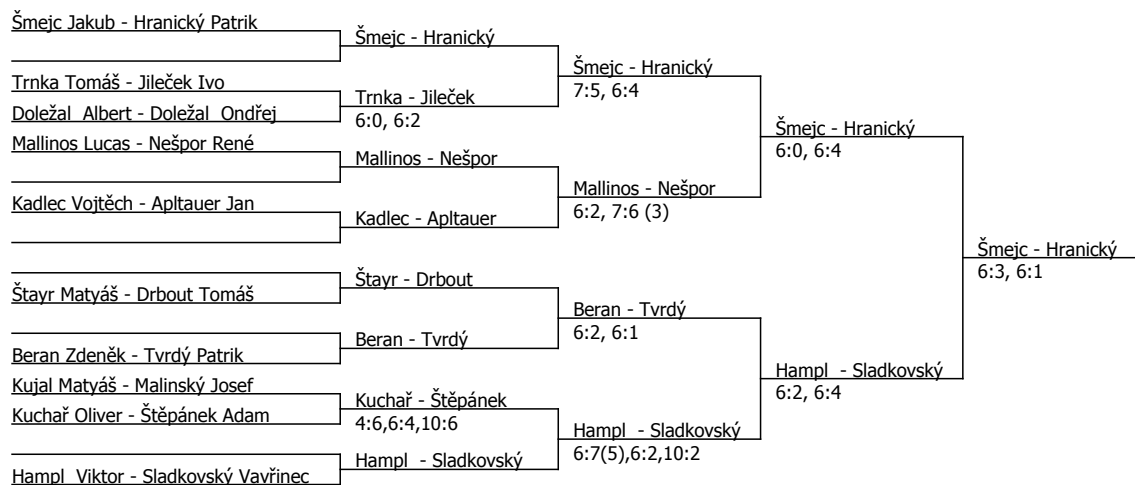 Šmejc Jakub - Hranický Patrik
Šmejc - Hranický
Šmejc - Hranický
7:5, 6:4
Trnka Tomáš - Jileček Ivo
Trnka - Jileček
6:0, 6:2
Doležal  Albert - Doležal  Ondřej
Šmejc - Hranický
6:0, 6:4
Mallinos Lucas - Nešpor René
Mallinos - Nešpor
Mallinos - Nešpor
6:2, 7:6 (3)
Kadlec Vojtěch - Apltauer Jan
Kadlec - Apltauer
Šmejc - Hranický
6:3, 6:1
Štayr - Drbout
Štayr Matyáš - Drbout Tomáš
Beran - Tvrdý
6:2, 6:1
Beran - Tvrdý
Beran Zdeněk - Tvrdý Patrik
Hampl  - Sladkovský
6:2, 6:4
Kujal Matyáš - Malinský Josef
Kuchař - Štěpánek
4:6,6:4,10:6
Kuchař Oliver - Štěpánek Adam
Hampl  - Sladkovský
6:7(5),6:2,10:2
Hampl  - Sladkovský
Hampl  Viktor - Sladkovský Vavřinec